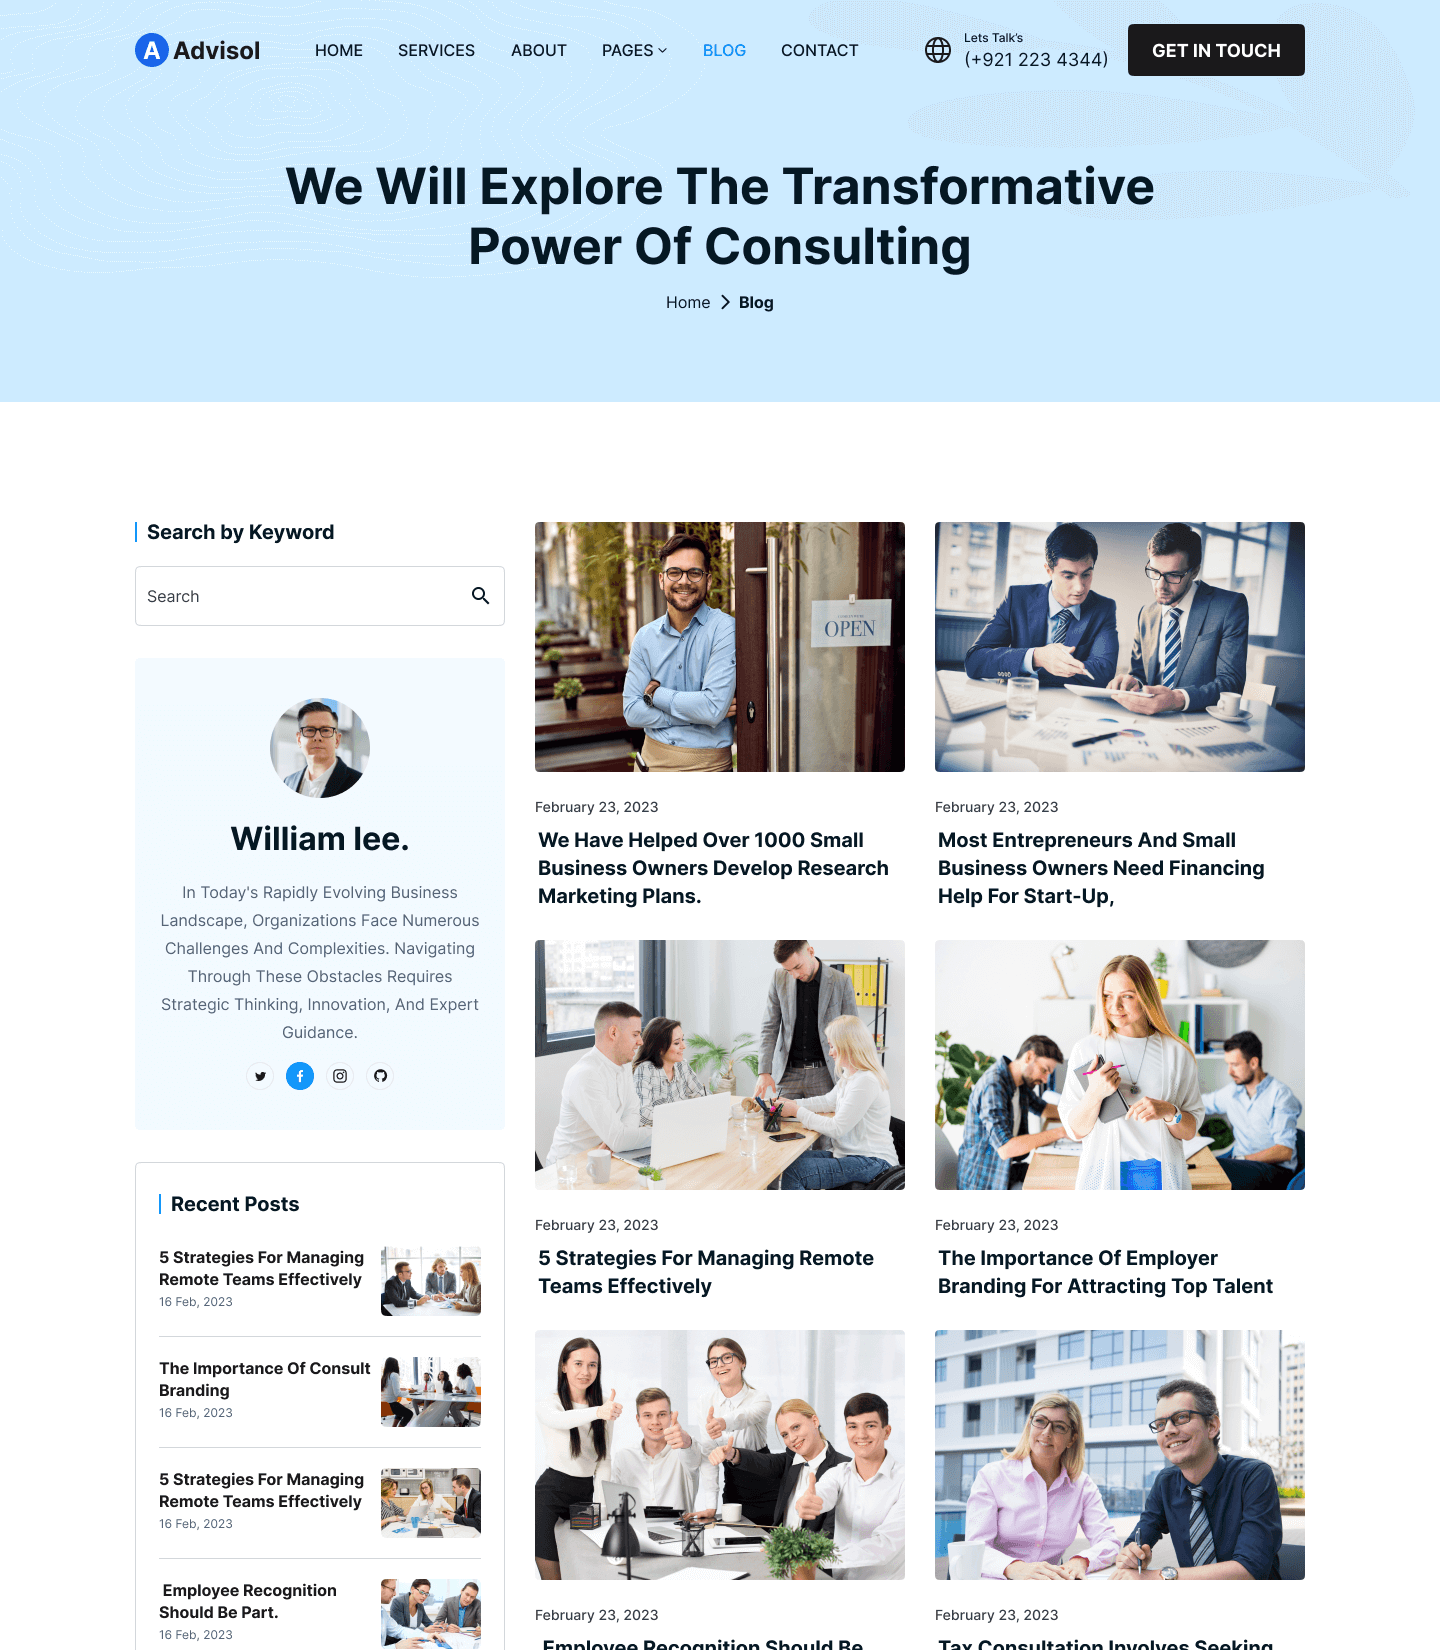 A Advisol
HOME SERVICES ABOUT PAGES BLOG CONTACT
Lets Talk's
(+921 223 4344)
GET IN TOUCH
We Will Explore The Transformative
Power Of Consulting
Home Blog
Search by Keyword
Search
William lee.
In Today's Rapidly Evolving Business
Landscape, Organizations Face Numerous
Challenges And Complexities. Navigating
Through These Obstacles Requires
Strategic Thinking, Innovation, And Expert
Guidance.
Recent Posts
5 Strategies For Managing
Remote Teams Effectively
16 Feb, 2023
The Importance Of Consult
Branding
16 Feb, 2023
5 Strategies For Managing
Remote Teams Effectively
16 Feb, 2023
Employee Recognition
Should Be Part.
16 Feb, 2023
OPEN
February 23, 2023
We Have Helped Over 1000 Small
Business Owners Develop Research
Marketing Plans.
February 23, 2023
Most Entrepreneurs And Small
Business Owners Need Financing
Help For Start-Up,
February 23, 2023
5 Strategies For Managing Remote
Teams Effectively
February 23, 2023
The Importance Of Employer
Branding For Attracting Top Talent
February 23, 2023
Employee Recognition Should Be
February 23, 2023
Tax Consultation Involves Seeking